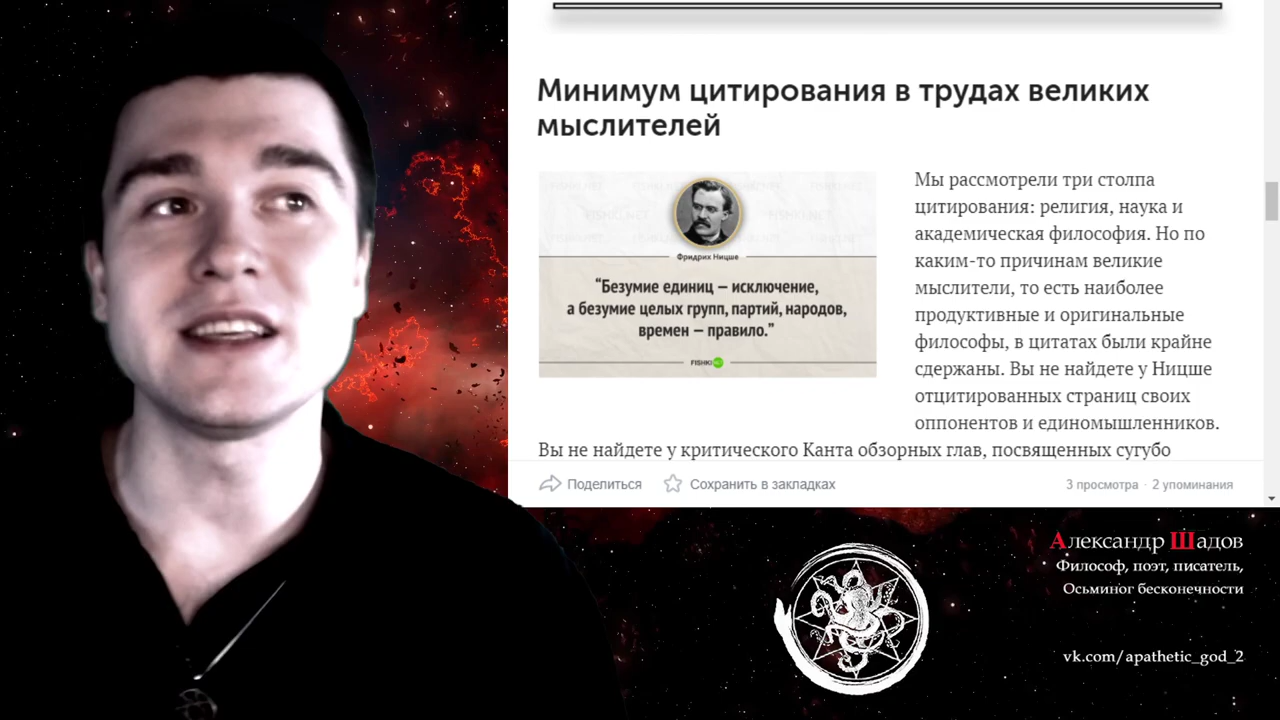 Минимум цитирования в трудах великих
мыслителей
Фридрих Ницше
“Безумие единиц — исключение,
а безумие целых групп, партий, народов,
времен — правило.”
FISHKI.NET
Мы рассмотрели три столпа
цитирования: религия, наука и
академическая философия. Но по
каким-то причинам великие
мыслители, то есть наиболее
продуктивные и оригинальные
философы, в цитатах были крайне
сдержаны. Вы не найдете у Ницше
отцитированных страниц своих
оппонентов и единомышленников.
Вы не найдете у критического Канта обзорных глав, посвященных сугубо
Поделиться
Сохранить в закладках
3 просмотра · 2 упоминания
Александр Шадов
Философ, поэт, писатель,
Осьминог бесконечности
vk.com/apathetic_god_2